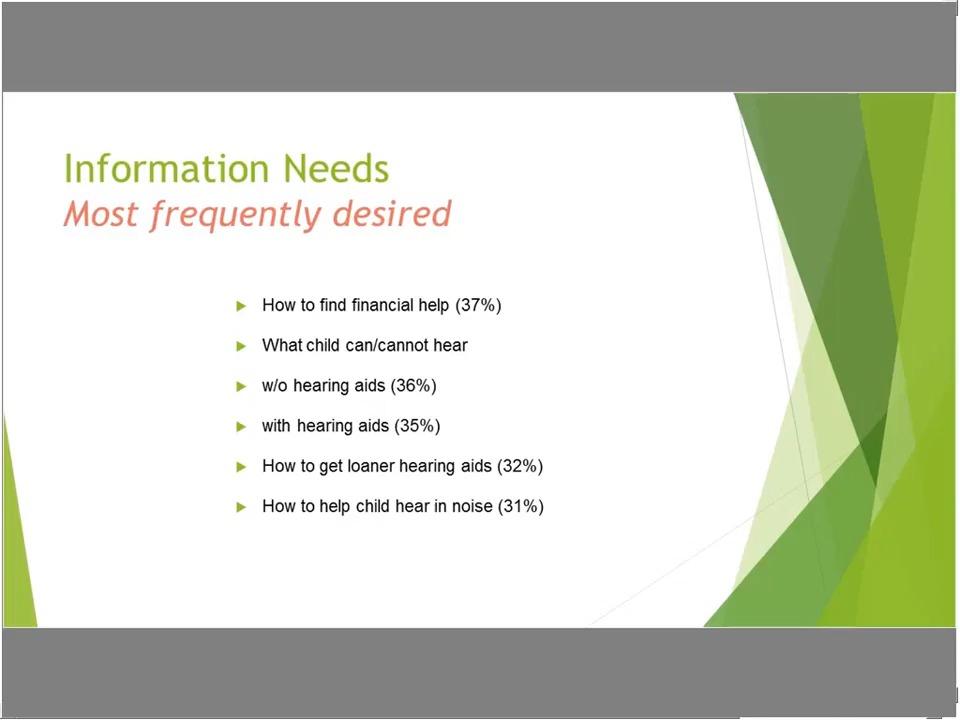 Information Needs
Most frequently desired
How to find financial help (37%)
What child can/cannot hear
w/o hearing aids (36%)
with hearing aids (35%)
How to get loaner hearing aids (32%)
How to help child hear in noise (31%)